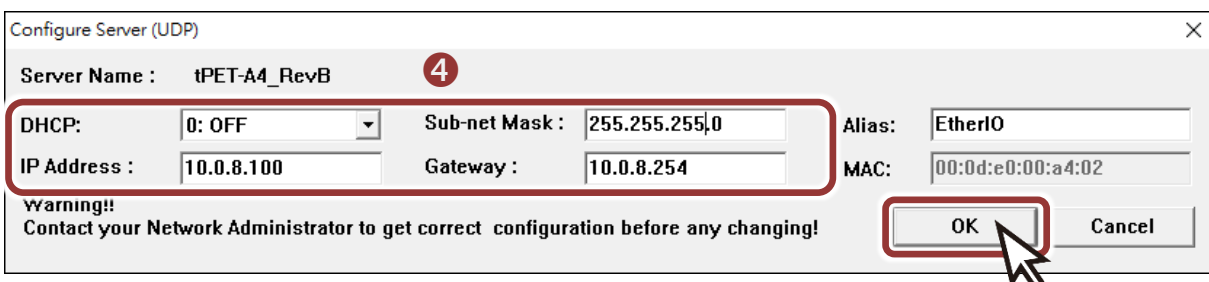 Configure Server (UDP)
Server Name : tPET-A4_RevB 4
DHCP: 0: OFF Sub-net Mask : 255.255.255.0 Alias: EtherIO
IP Address : 10.0.8.100 Gateway : 10.0.8.254 MAC: 00:0d:e0:00:a4:02
Warning!!
Contact your Network Administrator to get correct configuration before any changing! OK Cancel